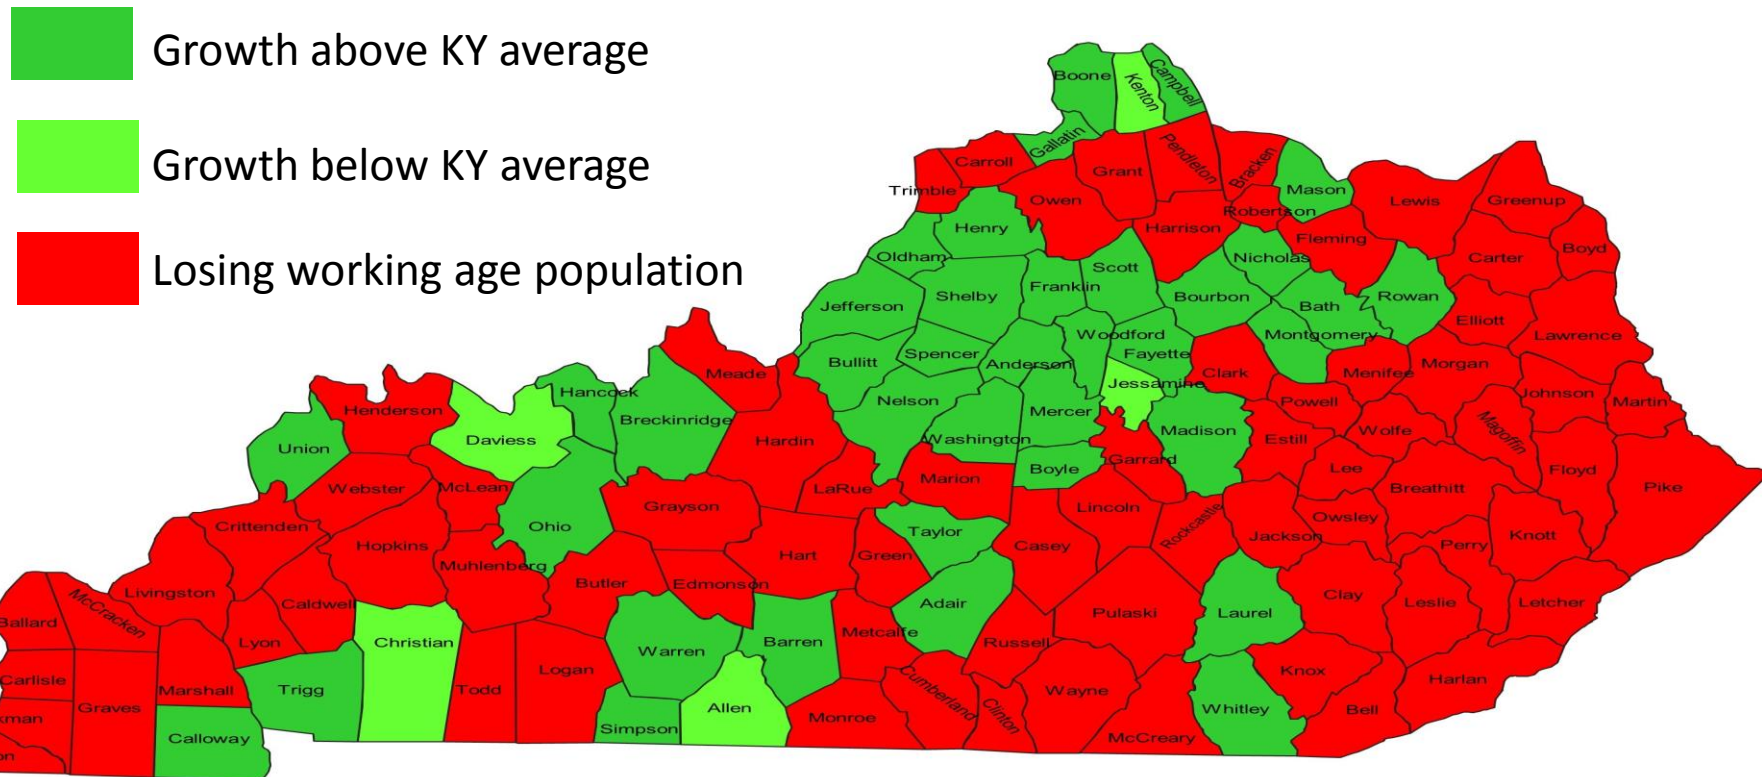 Growth above KY average
Growth below KY average
Losing working age population
Boone
Kenton
Campbell
Gallatin
Carroll
Grant
Pendleton
Bracken
Mason
Trimble
Owen
Robertson
Lewis
Greenup
Henry
Harrison
Fleming
Boyd
Oldham
Nicholas
Carter
Scott
Shelby
Franklin
Bourbon
Bath
Rowan
Jefferson
Elliott
Woodford
Montgomery
Lawrence
Bullitt
Spencer
Anderson
Fayette
Clark
Menifee
Morgan
Meade
Jessamine
Hancock
Nelson
Powell
Johnson
Martin
Henderson
Breckinridge
Mercer
Madison
Wolfe
Magoffin
Daviess
Hardin
Washington
Estill
Union
Boyle
Garrard
Lee
Floyd
Webster
McLean
LaRue
Marion
Breathitt
Pike
Grayson
Lincoln
Rockcastle
Owsley
Crittenden
Ohio
Taylor
Jackson
Knott
Hopkins
Hart
Green
Casey
Perry
Muhlenberg
Butler
Edmonson
Livingston
McCracken
Caldwell
Adair
Pulaski
Laurel
Clay
Leslie
Letcher
Ballard
Lyon
Christian
Warren
Barren
Metcalfe
Russell
Carlisle
Marshall
Trigg
Todd
Logan
Cumberland
Clinton
Wayne
Knox
Harlan
kman
Graves
Allen
Monroe
Whitley
Bell
Calloway
Simpson
McCreary
on